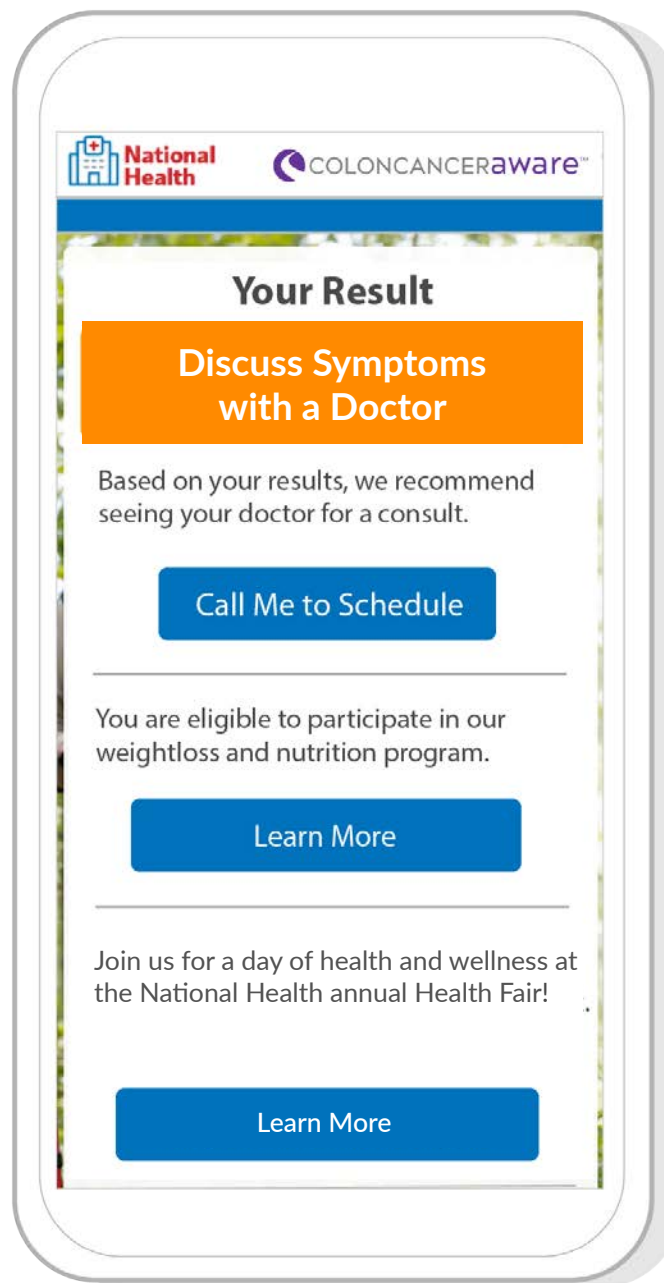 National
Health
COLONCANCERaware™
Your Result
Discuss Symptoms
with a Doctor
Based on your results, we recommend
seeing your doctor for a consult.
Call Me to Schedule
You are eligible to participate in our
weightloss and nutrition program.
Learn More
Join us for a day of health and wellness at
the National Health annual Health Fair!
Learn More